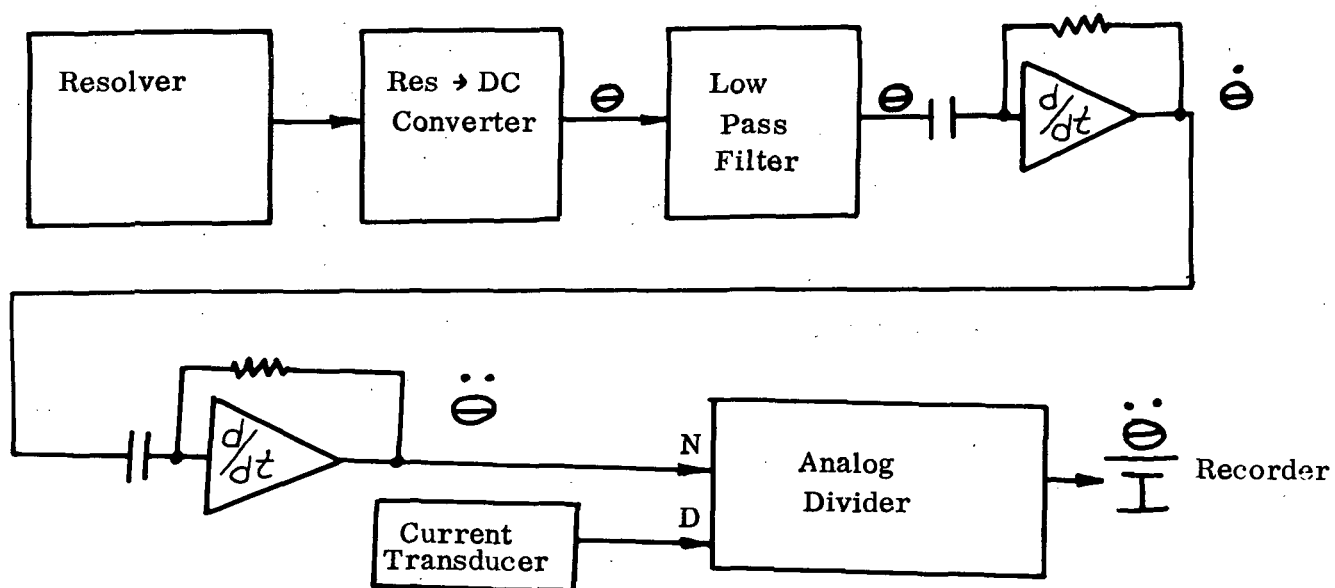 Resolver
Res → DC
Converter
θ
Low
Pass
Filter
θ
d/dt
θ̇
d/dt
θ̈
N
D
Current
Transducer
Analog
Divider
θ̈
I
Recorder